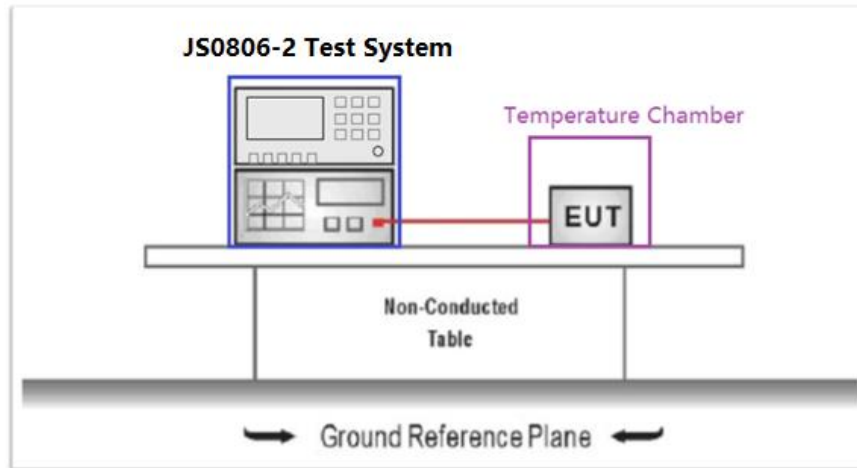 JS0806-2 Test System
Temperature Chamber
EUT
Non-Conducted
Table
Ground Reference Plane